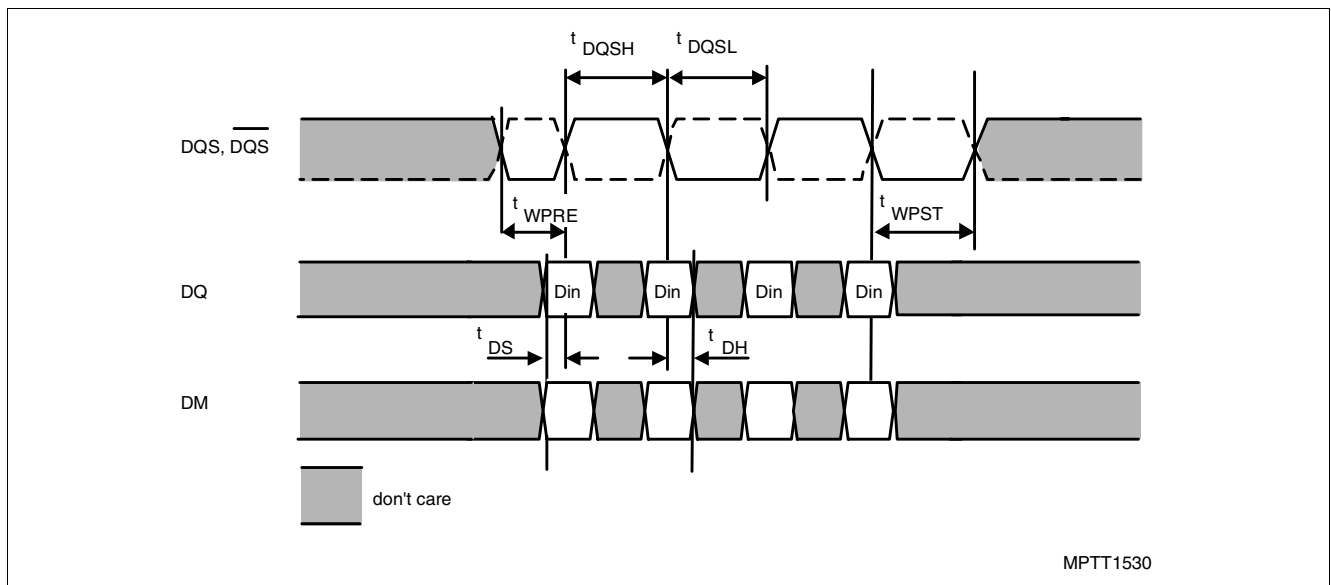 t DQSH
t DQSL
DQS, DQS
t WPRE
t WPST
DQ
Din
Din
Din
Din
t DS
t DH
DM
don't care
MPTT1530